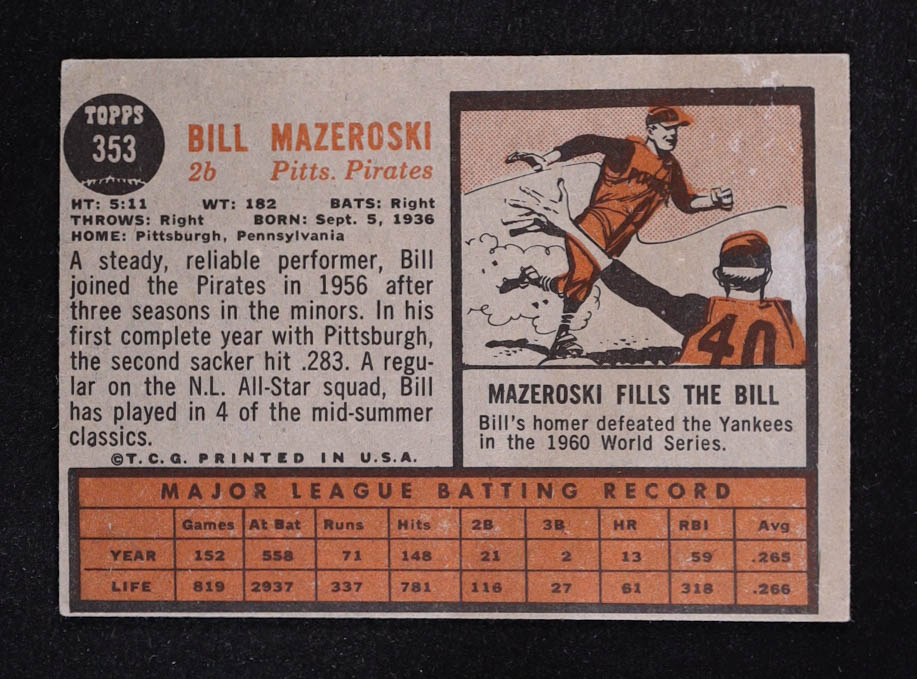 TOPPS
353
BILL MAZEROSKI
2b Pitts. Pirates
HT: 5:11 WT: 182 BATS: Right
THROWS: Right BORN: Sept. 5, 1936
HOME: Pittsburgh, Pennsylvania
A steady, reliable performer, Bill
joined the Pirates in 1956 after
three seasons in the minors. In his
first complete year with Pittsburgh,
the second sacker hit .283. A regu-
lar on the N.L. All-Star squad, Bill
has played in 4 of the mid-summer
classics.
©T.C.G. PRINTED IN U.S.A.
40
MAZEROSKI FILLS THE BILL
Bill's homer defeated the Yankees
in the 1960 World Series.
MAJOR LEAGUE BATTING RECORD
Games At Bat Runs Hits 2B 3B HR RBI Avg
YEAR 152 558 71 148 21 2 13 59 .265
LIFE 819 2937 337 781 116 27 61 318 .266